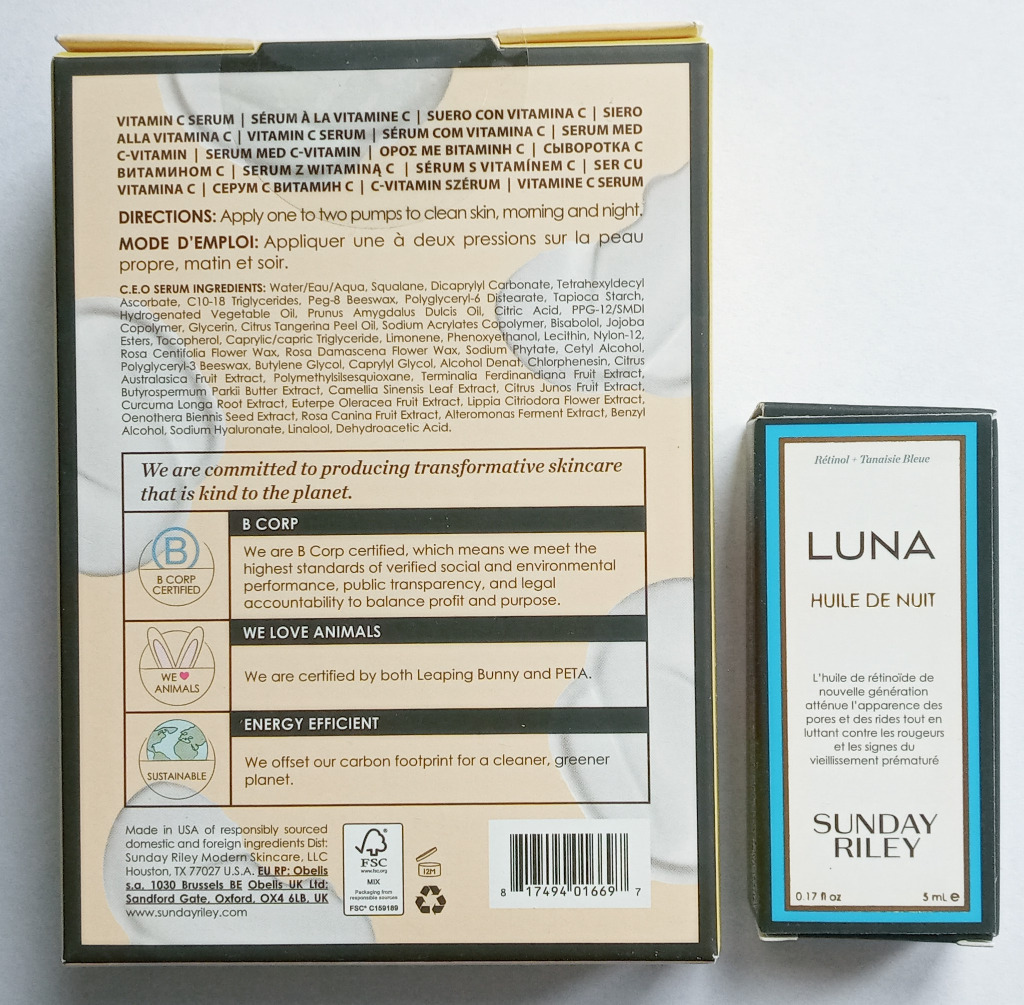 VITAMIN C SERUM | SÉRUM À LA VITAMINE C | SUERO CON VITAMINA C | SIERO
ALLA VITAMINA C | VITAMIN C SERUM | SÉRUM COM VITAMINA C | SERUM MED
C-VITAMIN | SERUM MED C-VITAMIN | ΟΡΟΣ ΜΕ ΒΙΤΑΜΙΝΗ C | СЫВОРОТКА С
ВИТАМИНОМ С | SERUM Z WITAMINĄ C | SÉRUM S VITAMÍNEM C | SER CU
VITAMINA C | СЕРУМ С ВИТАМИН С | C-VITAMIN SZÉRUM | VITAMINE C SERUM
DIRECTIONS: Apply one to two pumps to clean skin, morning and night.
MODE D'EMPLOI: Appliquer une à deux pressions sur la peau
propre, matin et soir.
C.E.O SERUM INGREDIENTS: Water/Eau/Aqua, Squalane, Dicaprylyl Carbonate, Tetrahexyldecyl
Ascorbate, C10-18 Triglycerides, Peg-8 Beeswax, Polyglyceryl-6 Distearate, Tapioca Starch,
Hydrogenated Vegetable Oil, Prunus Amygdalus Dulcis Oil, Citric Acid, PPG-12/SMDI
Copolymer, Glycerin, Citrus Tangerina Peel Oil, Sodium Acrylates Copolymer, Bisabolol, Jojoba
Esters, Tocopherol, Caprylic/capric Triglyceride, Limonene, Phenoxyethanol, Lecithin, Nylon-12,
Rosa Centifolia Flower Wax, Rosa Damascena Flower Wax, Sodium Phytate, Cetyl Alcohol,
Polyglyceryl-3 Beeswax, Butylene Glycol, Caprylyl Glycol, Alcohol Denat, Chlorphenesin, Citrus
Australasica Fruit Extract, Polymethylsilsesquioxane, Terminalia Ferdinandiana Fruit Extract,
Butyrospermum Parkii Butter Extract, Camellia Sinensis Leaf Extract, Citrus Junos Fruit Extract,
Curcuma Longa Root Extract, Euterpe Oleracea Fruit Extract, Lippia Citriodora Flower Extract,
Oenothera Biennis Seed Extract, Rosa Canina Fruit Extract, Alteromonas Ferment Extract, Benzyl
Alcohol, Sodium Hyaluronate, Linalool, Dehydroacetic Acid.
We are committed to producing transformative skincare
that is kind to the planet.
B
B CORP
CERTIFIED
B CORP
We are B Corp certified, which means we meet the
highest standards of verified social and environmental
performance, public transparency, and legal
accountability to balance profit and purpose.
WE ♥
ANIMALS
WE LOVE ANIMALS
We are certified by both Leaping Bunny and PETA.
SUSTAINABLE
ENERGY EFFICIENT
We offset our carbon footprint for a cleaner, greener
planet.
Made in USA of responsibly sourced
domestic and foreign ingredients Dist:
Sunday Riley Modern Skincare, LLC
Houston, TX 77027 U.S.A. EU RP: Obelis
s.a. 1030 Brussels BE Obelis UK Ltd:
Sandford Gate, Oxford, OX4 6LB, UK
www.sundayriley.com
FSC
www.fsc.org
MIX
Packaging from
responsible sources
FSC® C159189
12M
8 17494 01669 7
Rétinol + Tanaisie Bleue
LUNA
HUILE DE NUIT
L'huile de rétinoïde de
nouvelle génération
atténue l'apparence des
pores et des rides tout en
luttant contre les rougeurs
et les signes du
vieillissement prématuré
SUNDAY
RILEY
0.17 fl oz 5 mL e